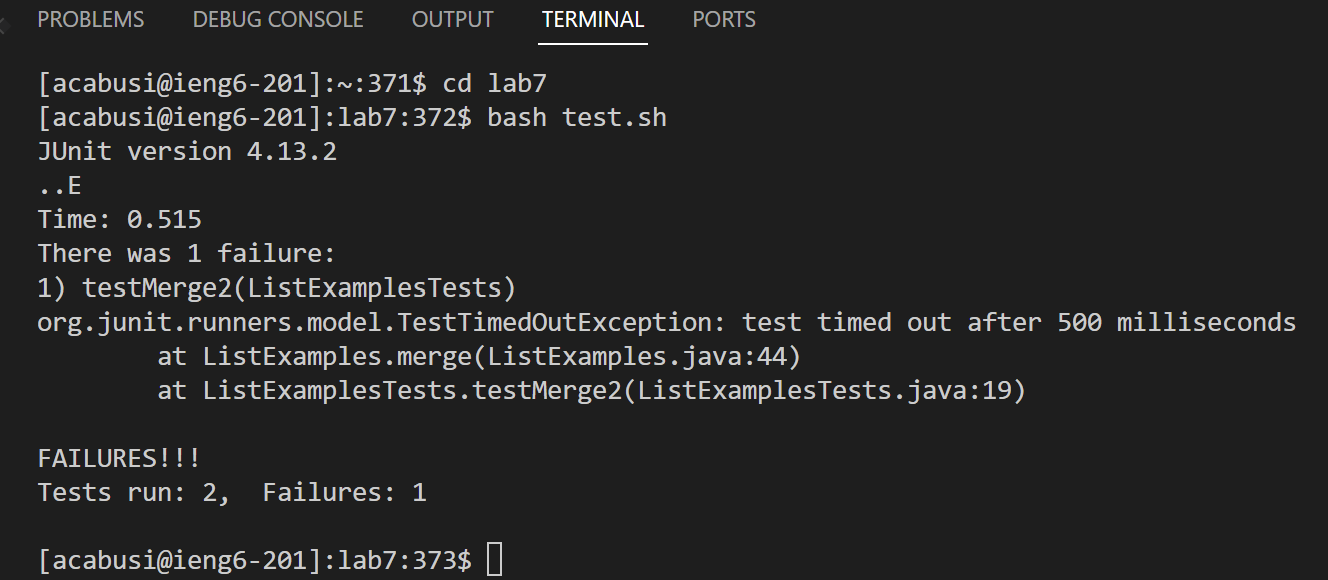 PROBLEMS DEBUG CONSOLE OUTPUT TERMINAL PORTS
[acabusi@ieng6-201]:~:371$ cd lab7
[acabusi@ieng6-201]:lab7:372$ bash test.sh
JUnit version 4.13.2
..E
Time: 0.515
There was 1 failure:
1) testMerge2(ListExamplesTests)
org.junit.runners.model.TestTimedOutException: test timed out after 500 milliseconds
        at ListExamples.merge(ListExamples.java:44)
        at ListExamplesTests.testMerge2(ListExamplesTests.java:19)
FAILURES!!!
Tests run: 2,  Failures: 1
[acabusi@ieng6-201]:lab7:373$